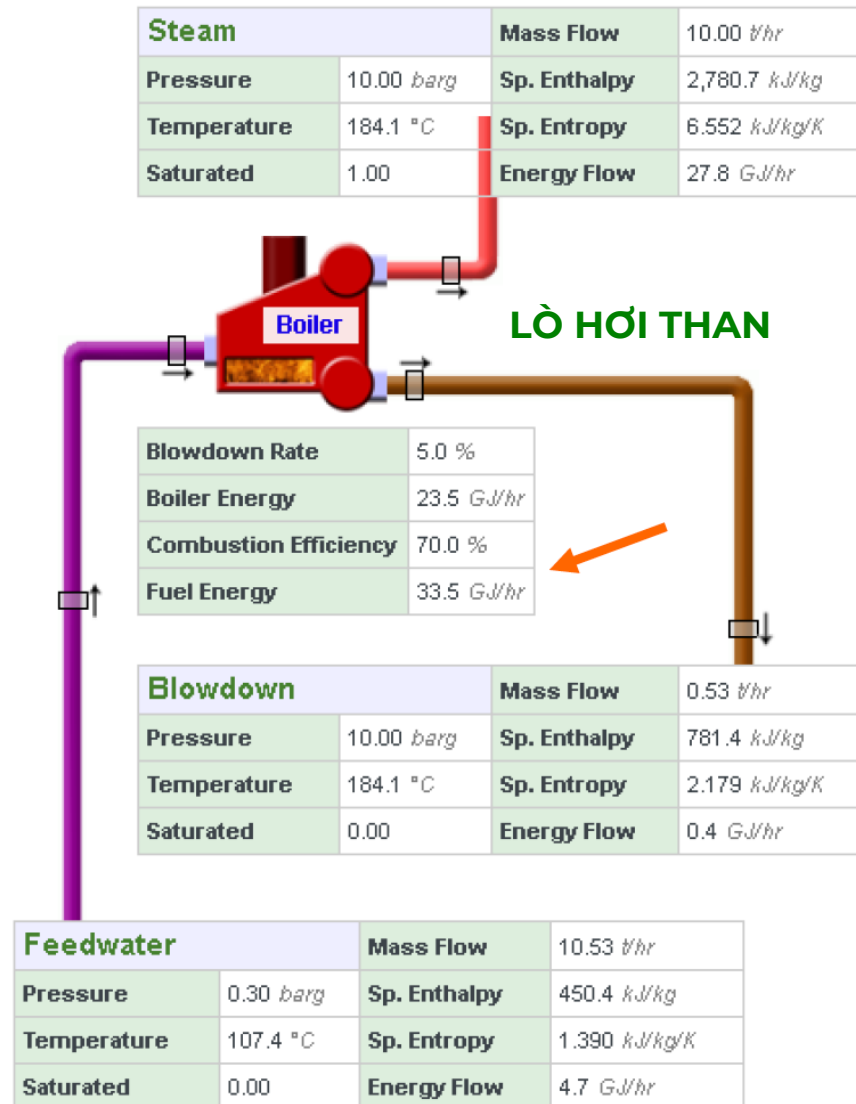 Steam Mass Flow 10.00 t/hr
Pressure 10.00 barg Sp. Enthalpy 2,780.7 kJ/kg
Temperature 184.1 °C Sp. Entropy 6.552 kJ/kg/K
Saturated 1.00 Energy Flow 27.8 GJ/hr
Boiler
LÒ HƠI THAN
Blowdown Rate 5.0 %
Boiler Energy 23.5 GJ/hr
Combustion Efficiency 70.0 %
Fuel Energy 33.5 GJ/hr
Blowdown Mass Flow 0.53 t/hr
Pressure 10.00 barg Sp. Enthalpy 781.4 kJ/kg
Temperature 184.1 °C Sp. Entropy 2.179 kJ/kg/K
Saturated 0.00 Energy Flow 0.4 GJ/hr
Feedwater Mass Flow 10.53 t/hr
Pressure 0.30 barg Sp. Enthalpy 450.4 kJ/kg
Temperature 107.4 °C Sp. Entropy 1.390 kJ/kg/K
Saturated 0.00 Energy Flow 4.7 GJ/hr